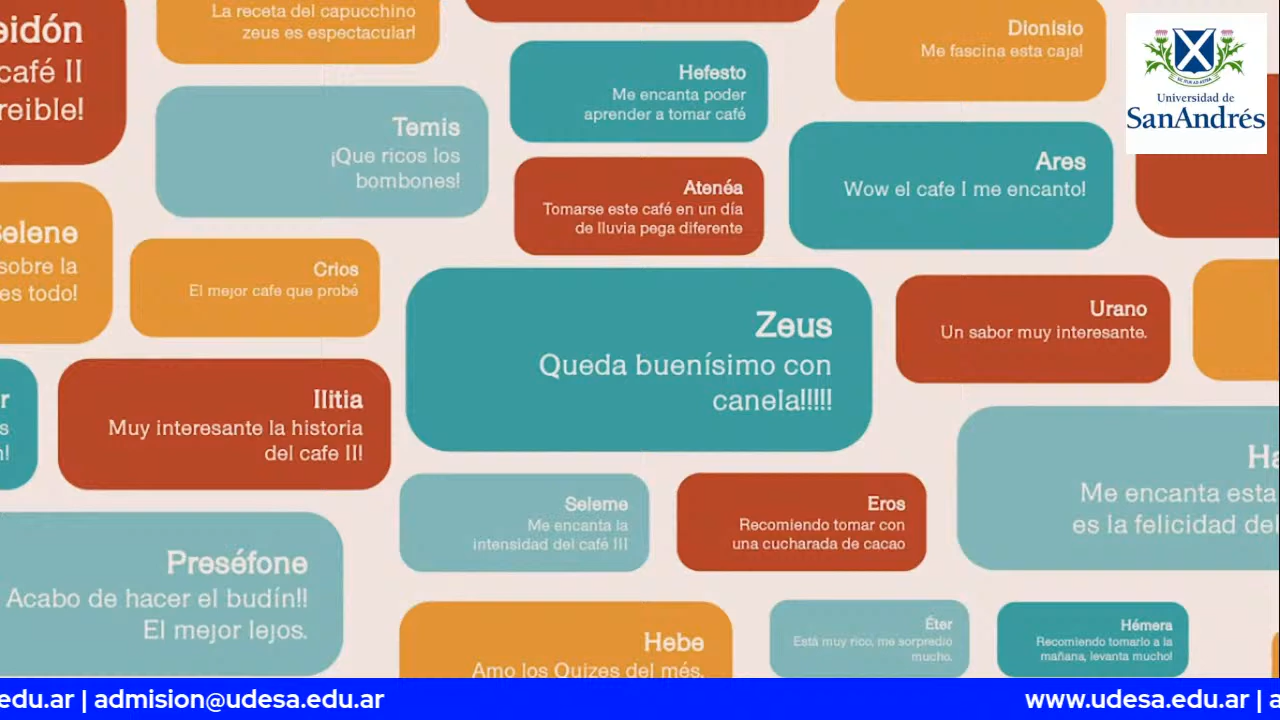 eidón
café II
reible!
La receta del capucchino
zeus es espectacular!
Temis
¡Que ricos los
bombones!
Hefesto
Me encanta poder
aprender a tomar café
Dionisio
Me fascina esta caja!
Universidad de
SanAndrés
Atenéa
Tomarse este café en un día
de lluvia pega diferente
Ares
Wow el cafe I me encanto!
Selene
sobre la
es todo!
Crios
El mejor cafe que probé
Zeus
Queda buenísimo con
canela!!!!!
Urano
Un sabor muy interesante.
r
s
n!
Ilitia
Muy interesante la historia
del cafe III
Seleme
Me encanta la
intensidad del café III
Eros
Recomiendo tomar con
una cucharada de cacao
Ha
Me encanta esta
es la felicidad de
Preséfone
Acabo de hacer el budín!!
El mejor lejos.
Hebe
Amo los Quizes del més.
Éter
Está muy rico, me sorpredió
mucho.
Hémera
Recomiendo tomarlo a la
mañana, levanta mucho!
edu.ar | admision@udesa.edu.ar
www.udesa.edu.ar | a